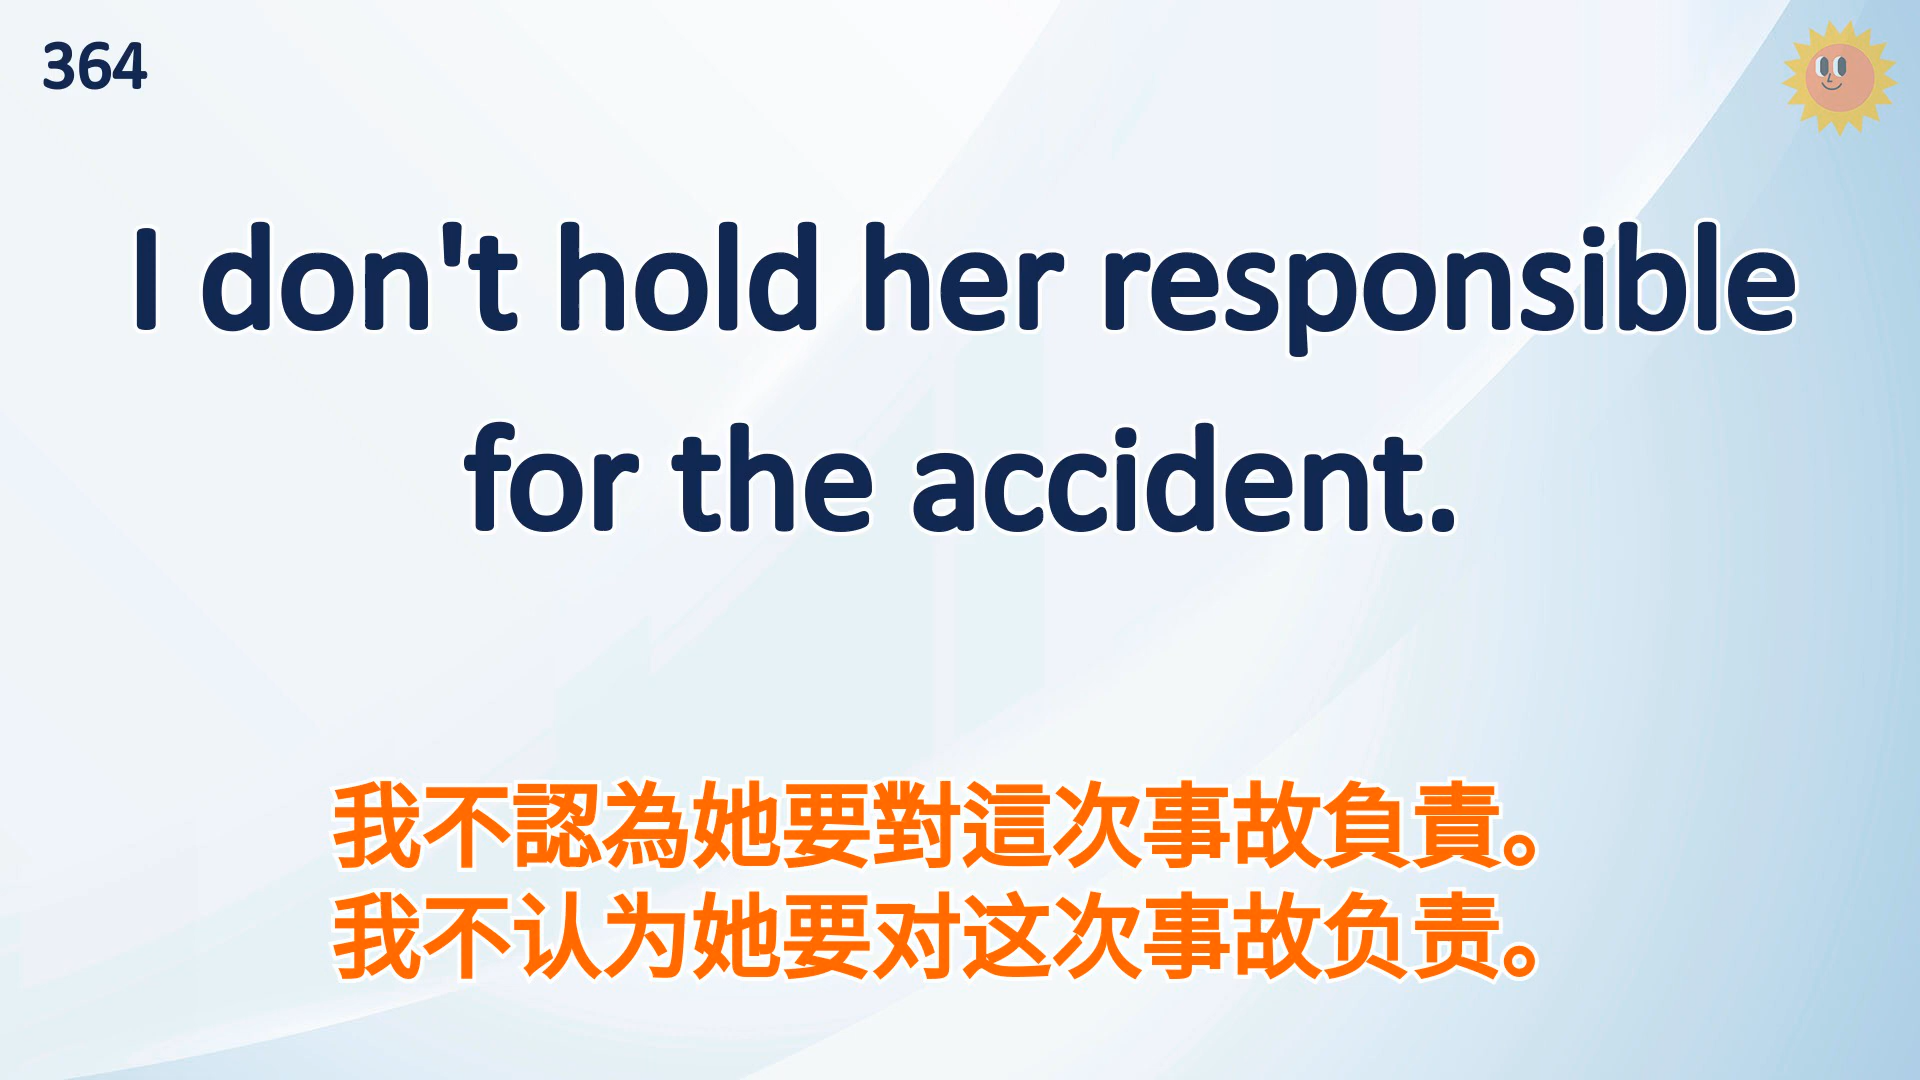 364
I don't hold her responsible
for the accident.
我不認為她要對這次事故負責。
我不认为她要对这次事故负责。